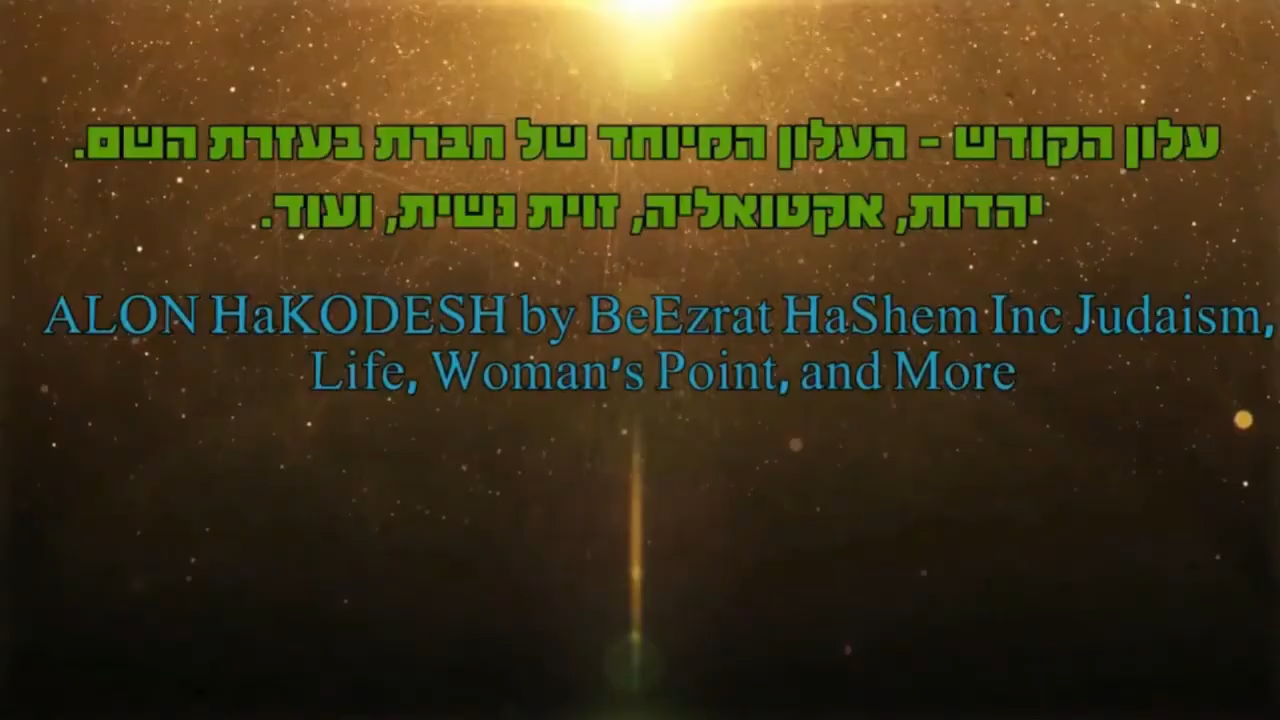 עלון הקודש - העלון המיוחד של חברת בעזרת השם.
יהדות, אקטואליה, זוית נשית, ועוד.
ALON HaKODESH by BeEzrat HaShem Inc Judaism,
Life, Woman's Point, and More